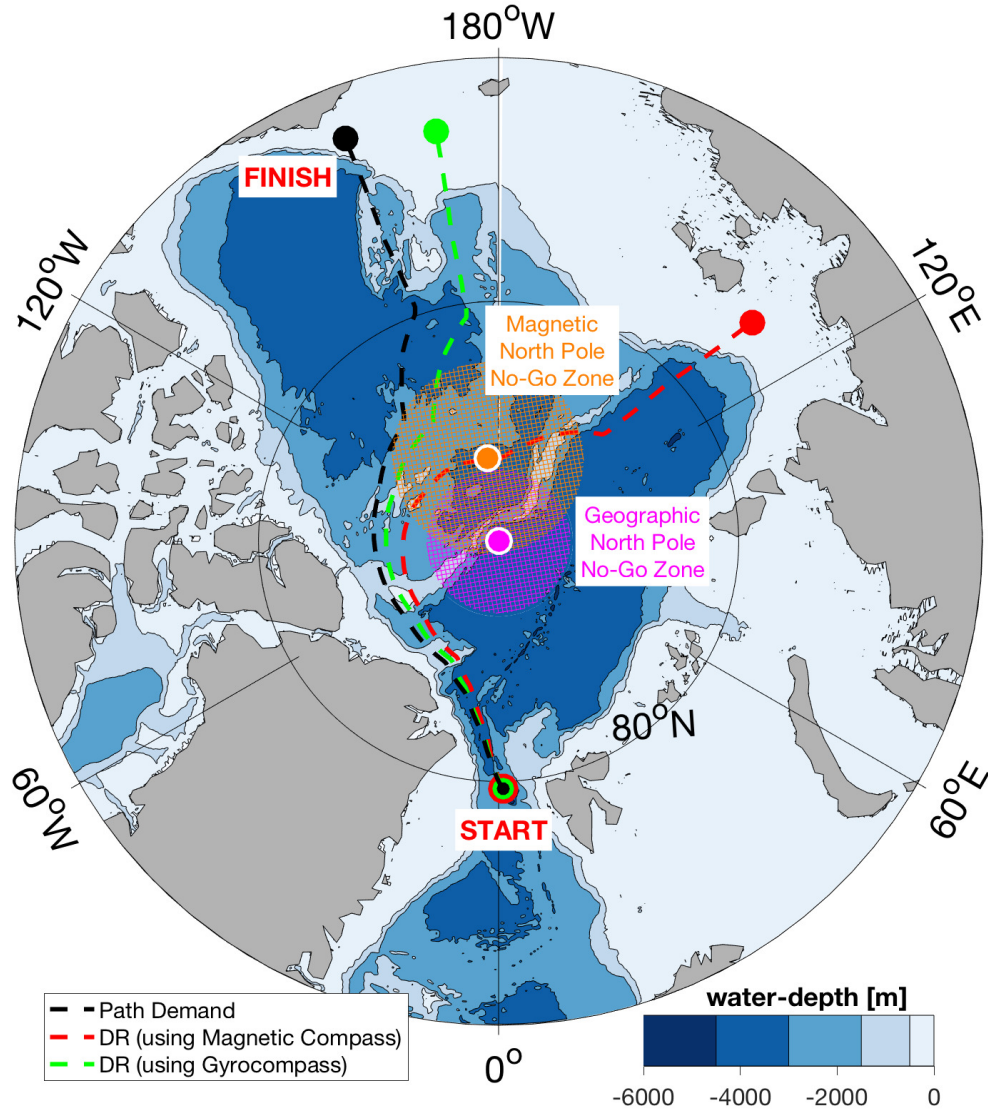 180°W
FINISH
120°W
120°E
Magnetic
North Pole
No-Go Zone
Geographic
North Pole
No-Go Zone
80°N
60°W
60°E
START
Path Demand
DR (using Magnetic Compass)
DR (using Gyrocompass)
0°
water-depth [m]
-6000 -4000 -2000 0